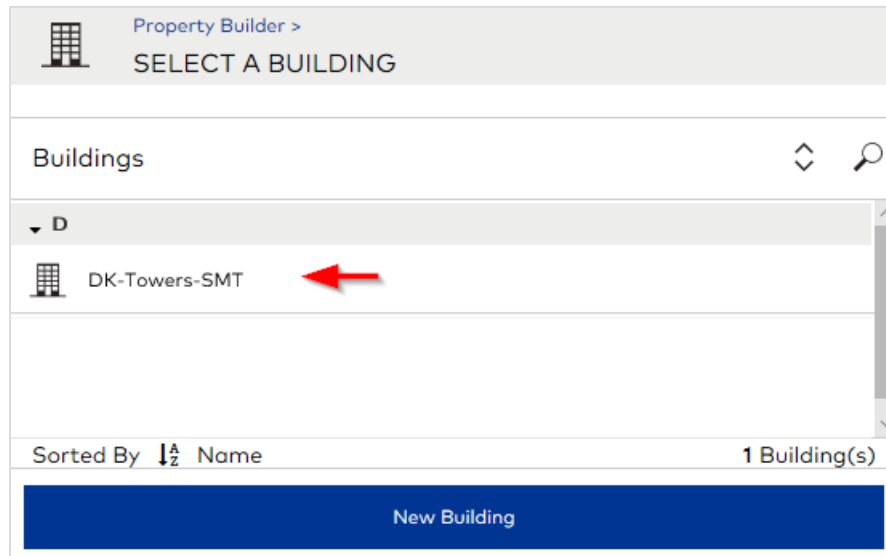 Property Builder >
SELECT A BUILDING
Buildings
D
DK-Towers-SMT
Sorted By A Z Name 1 Building(s)
New Building